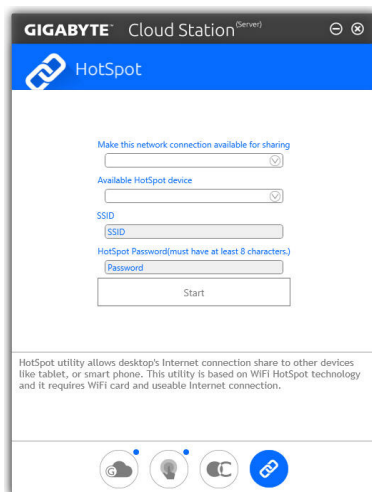 GIGABYTE™ Cloud Station (Server)
HotSpot
Make this network connection available for sharing
Available HotSpot device
SSID
SSID
HotSpot Password(must have at least 8 characters.)
Password
Start
HotSpot utility allows desktop's Internet connection share to other devices
like tablet, or smart phone. This utility is based on WiFi HotSpot technology
and it requires WiFi card and useable Internet connection.